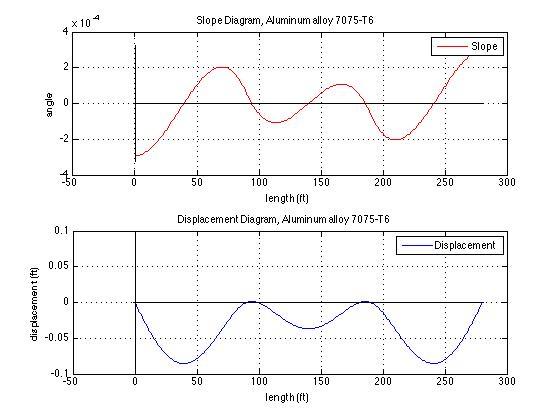 Slope Diagram, Aluminum alloy 7075-T6
x 10^-4
4
2
0
-2
-4
angle
Slope
-50 0 50 100 150 200 250 300
length (ft)
Displacement Diagram, Aluminum alloy 7075-T6
0.1
0.05
0
-0.05
-0.1
displacement (ft)
Displacement
-50 0 50 100 150 200 250 300
length (ft)